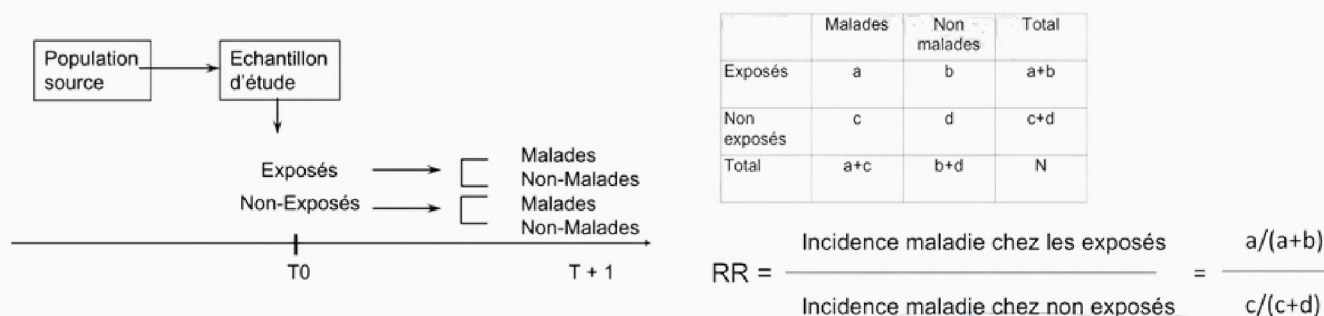 Population
source
Echantillon
d'étude
Exposés
Malades
Non-Malades
Non-Exposés
Malades
Non-Malades
T0
T + 1
Malades
Non
malades
Total
Exposés
a
b
a+b
Non
exposés
c
d
c+d
Total
a+c
b+d
N
RR =
Incidence maladie chez les exposés
Incidence maladie chez non exposés
=
a/(a+b)
c/(c+d)